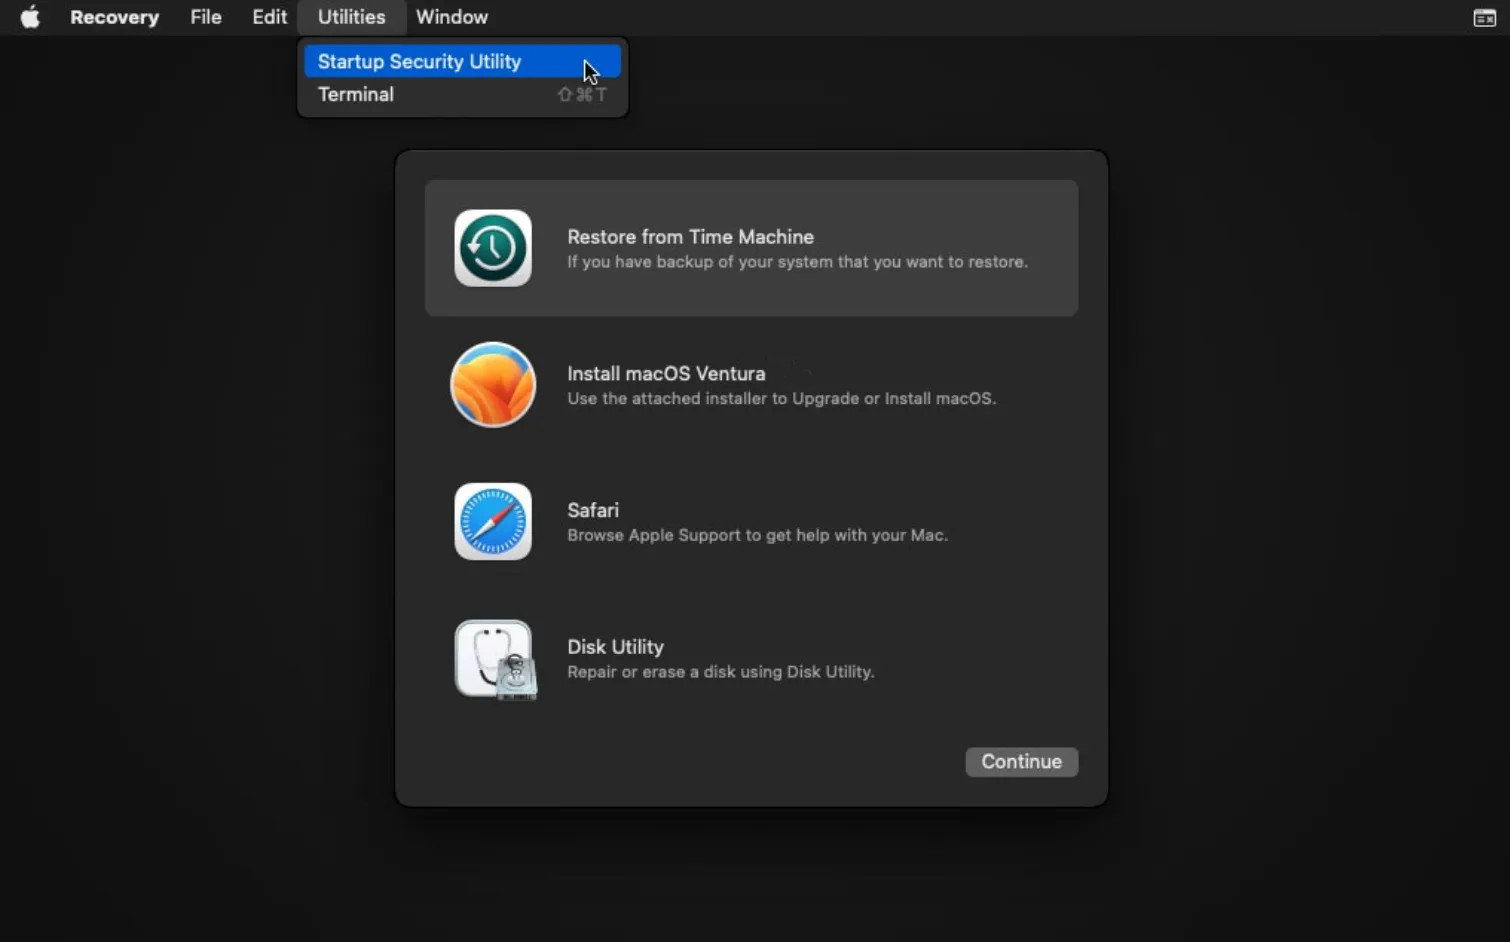 Recovery File Edit Utilities Window
Startup Security Utility
Terminal ⇧⌘T
Restore from Time Machine
If you have backup of your system that you want to restore.
Install macOS Ventura
Use the attached installer to Upgrade or Install macOS.
Safari
Browse Apple Support to get help with your Mac.
Disk Utility
Repair or erase a disk using Disk Utility.
Continue